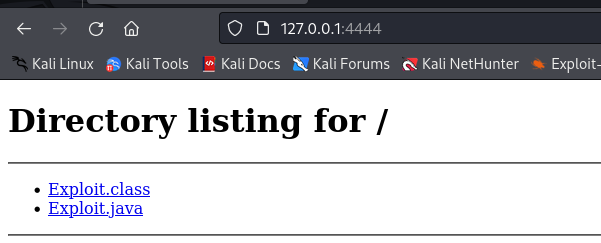 127.0.0.1:4444
Kali Linux Kali Tools Kali Docs Kali Forums Kali NetHunter Exploit-
Directory listing for /
Exploit.class
Exploit.java